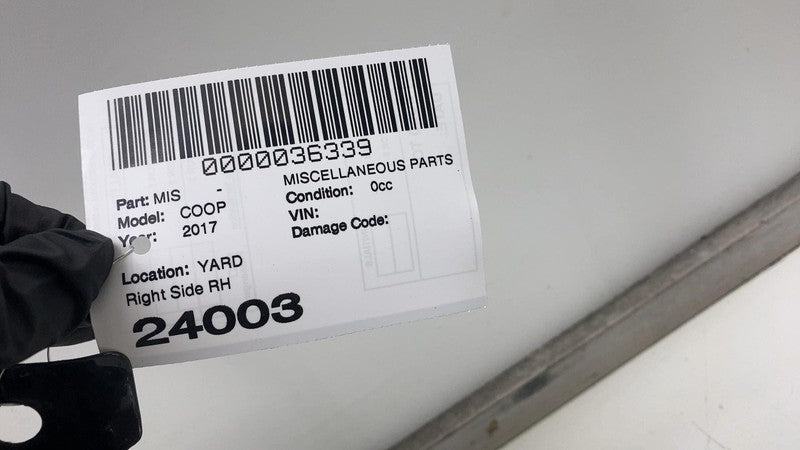 0000036339
Part: MIS - MISCELLANEOUS PARTS
Model: COOP Condition: 0cc
Year: 2017 VIN:
Damage Code:
Location: YARD
Right Side RH
24003